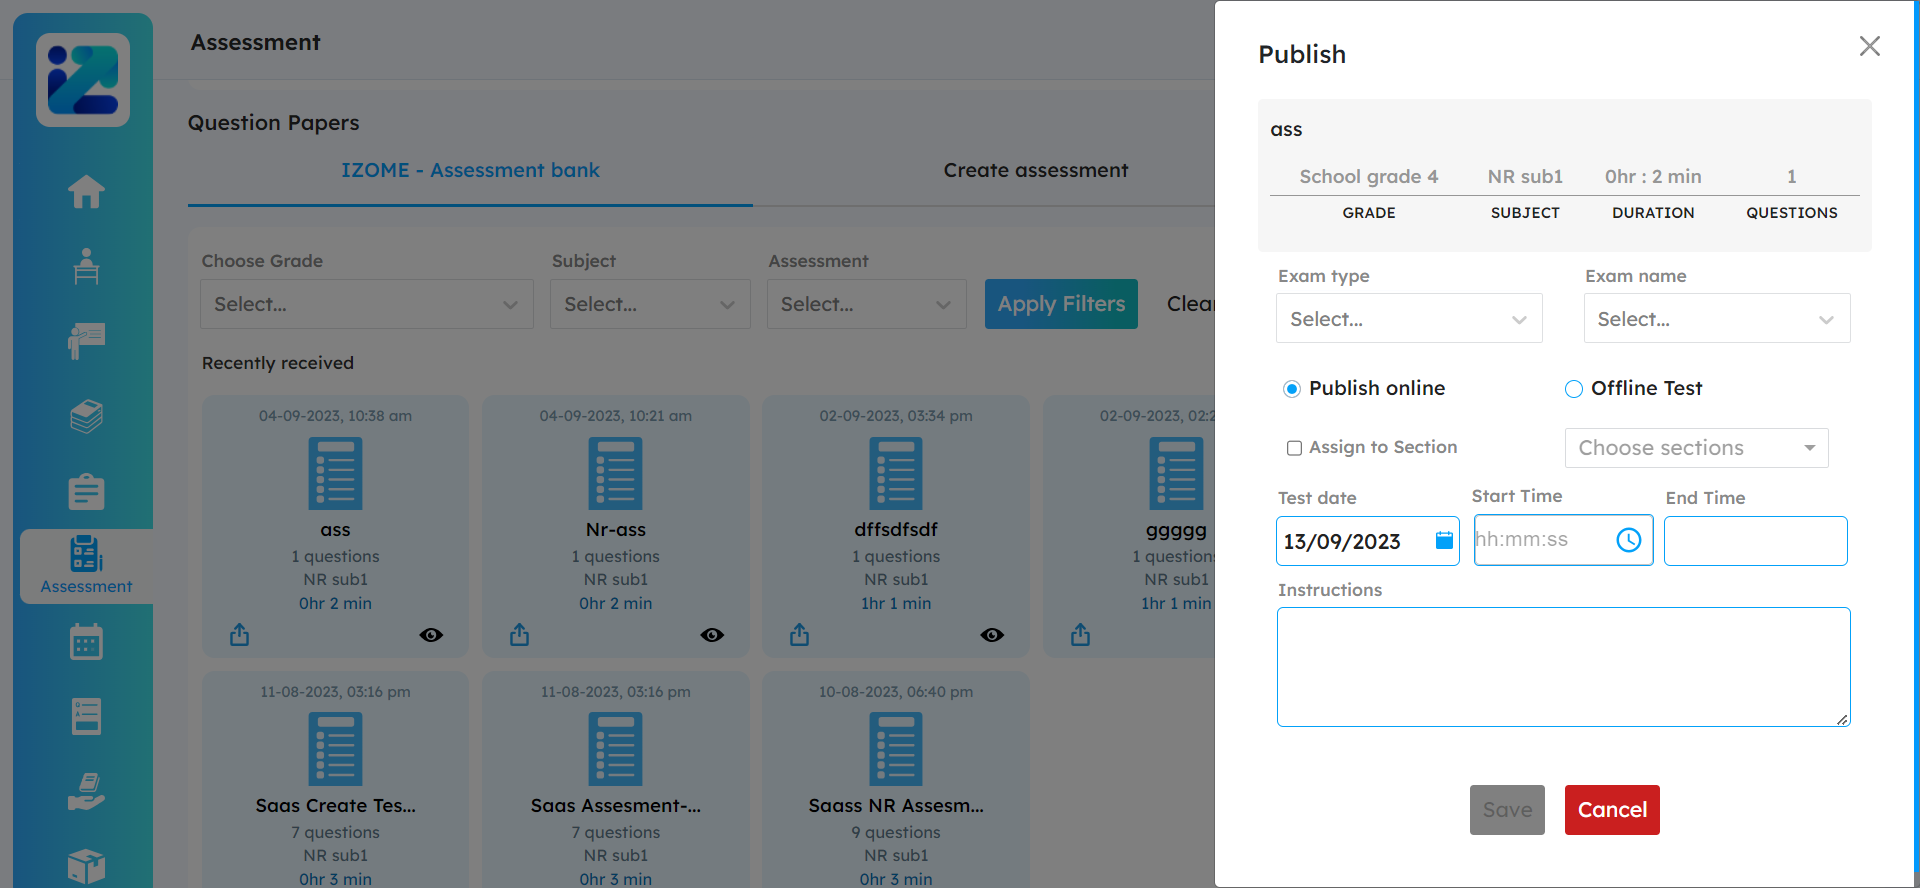 Assessment
Question Papers
IZOME - Assessment bank
Create assessment
Choose Grade
Subject
Assessment
Select...
Select...
Select...
Apply Filters
Clear
Recently received
04-09-2023, 10:38 am
ass
1 questions
NR sub1
0hr 2 min
04-09-2023, 10:21 am
Nr-ass
1 questions
NR sub1
0hr 2 min
02-09-2023, 03:34 pm
dffsdfsdf
1 questions
NR sub1
1hr 1 min
02-09-2023, 02:2
ggggg
1 questions
NR sub1
1hr 1 min
11-08-2023, 03:16 pm
Saas Create Tes...
7 questions
NR sub1
0hr 3 min
11-08-2023, 03:16 pm
Saas Assesment-...
7 questions
NR sub1
0hr 3 min
10-08-2023, 06:40 pm
Saass NR Assesm...
9 questions
NR sub1
0hr 3 min
Assessment
Publish
ass
School grade 4
NR sub1
0hr : 2 min
1
GRADE
SUBJECT
DURATION
QUESTIONS
Exam type
Exam name
Select...
Select...
Publish online
Offline Test
Assign to Section
Choose sections
Test date
Start Time
End Time
13/09/2023
hh:mm:ss
Instructions
Save
Cancel